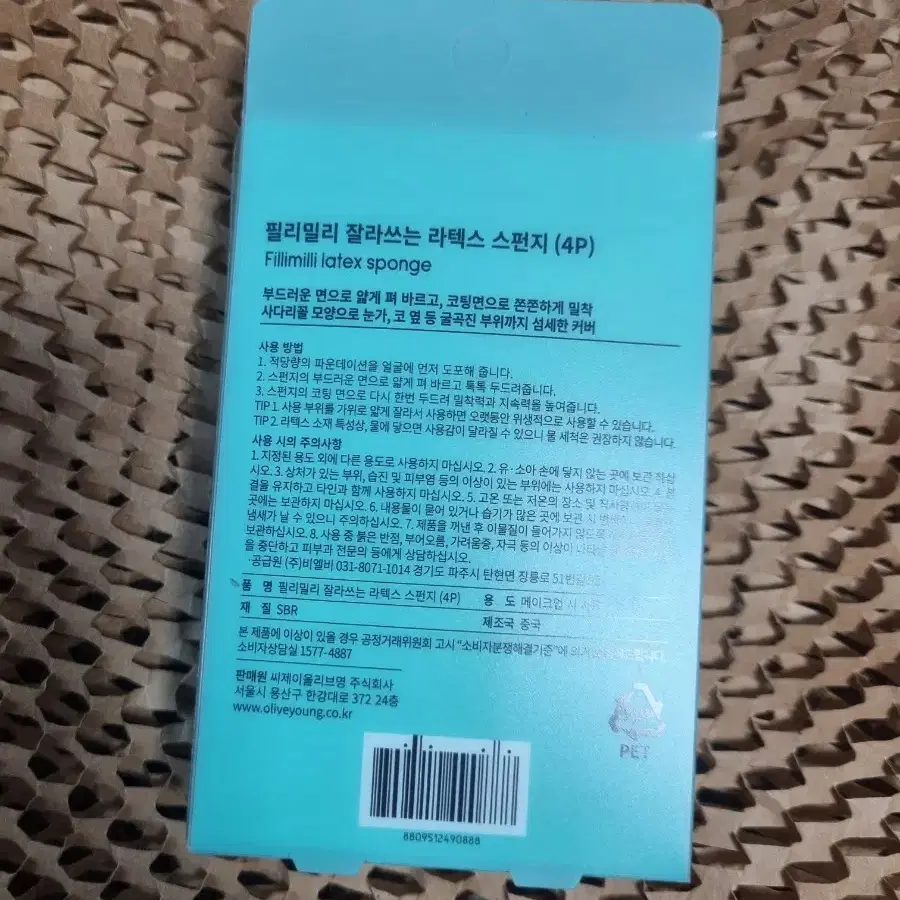 필리밀리 잘라쓰는 라텍스 스펀지 (4P)
Fillimilli latex sponge
부드러운 면으로 얇게 펴 바르고, 코팅면으로 쫀쫀하게 밀착
사다리꼴 모양으로 눈가, 코 옆 등 굴곡진 부위까지 섬세한 커버
사용 방법
1. 적당량의 파운데이션을 얼굴에 먼저 도포해 줍니다.
2. 스펀지의 부드러운 면으로 얇게 펴 바르고 톡톡 두드려줍니다.
3. 스펀지의 코팅 면으로 다시 한번 두드려 밀착력과 지속력을 높여줍니다.
TIP 1. 사용 부위를 가위로 얇게 잘라서 사용하면 오랫동안 위생적으로 사용할 수 있습니다.
TIP 2. 라텍스 소재 특성상, 물에 닿으면 사용감이 달라질 수 있으니 물 세척은 권장하지 않습니다.
사용 시의 주의사항
1. 지정된 용도 외에 다른 용도로 사용하지 마십시오. 2. 유·소아 손에 닿지 않는 곳에 보관 하십
시오. 3. 상처가 있는 부위, 습진 및 피부염 등의 이상이 있는 부위에는 사용하지 마십시오. 4.
결을 유지하고 타인과 함께 사용하지 마십시오. 5. 고온 또는 저온의 장소 및 직사광선이
곳에는 보관하지 마십시오. 6. 내용물이 묻어 있거나 습기가 많은 곳에 보관 시
냄새가 날 수 있으니 주의하십시오. 7. 제품을 꺼낸 후 이물질이 들어가지 않도록
보관하십시오. 8. 사용 중 붉은 반점, 부어오름, 가려움증, 자극 등의 이상이
을 중단하고 피부과 전문의 등에게 상담하십시오.
·공급원 (주)비엘비 031-8071-1014 경기도 파주시 탄현면 장릉로 51번길
품 명 필리밀리 잘라쓰는 라텍스 스펀지 (4P) 용 도 메이크업 시
재 질 SBR 제조국 중국
본 제품에 이상이 있을 경우 공정거래위원회 고시 "소비자분쟁해결기준"에
소비자상담실 1577-4887
판매원 씨제이올리브영 주식회사
서울시 용산구 한강대로 372 24층
www.oliveyoung.co.kr
PET
8809512490888